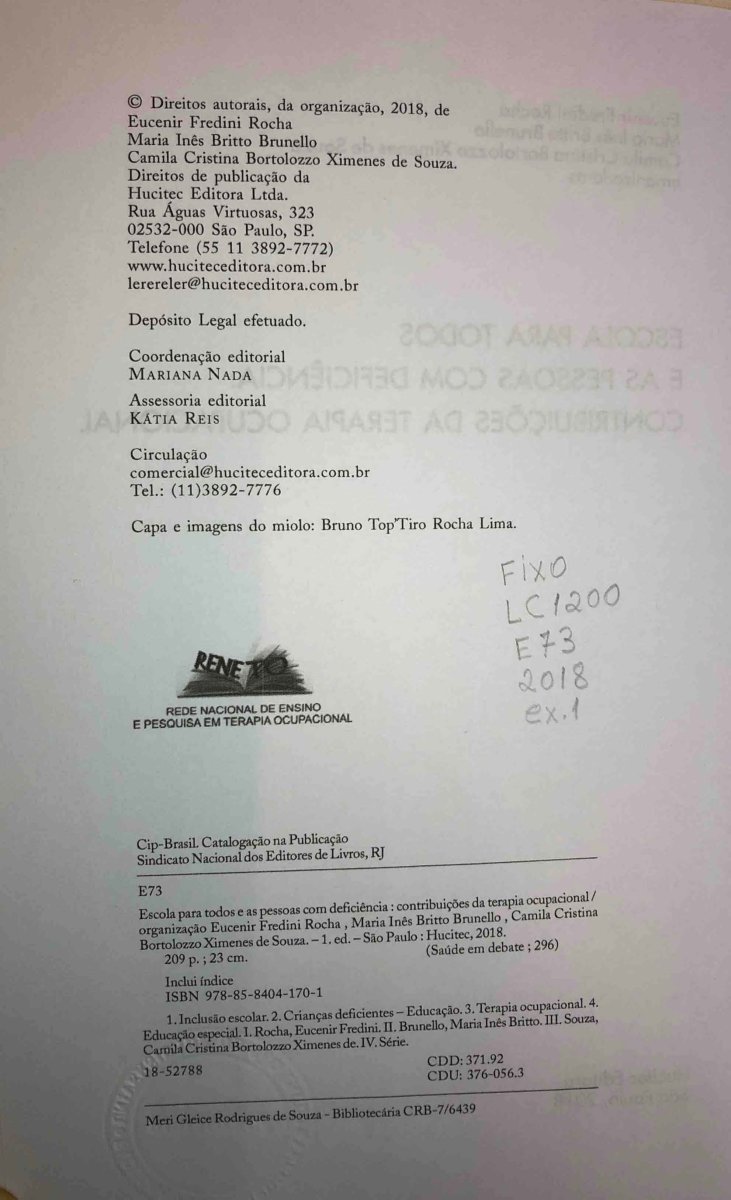 © Direitos autorais, da organização, 2018, de
Eucenir Fredini Rocha
Maria Inês Britto Brunello
Camila Cristina Bortolozzo Ximenes de Souza.
Direitos de publicação da
Hucitec Editora Ltda.
Rua Águas Virtuosas, 323
02532-000 São Paulo, SP.
Telefone (55 11 3892-7772)
www.huciteceditora.com.br
lerereler@huciteceditora.com.br
Depósito Legal efetuado.
Coordenação editorial
MARIANA NADA
Assessoria editorial
KÁTIA REIS
Circulação
comercial@huciteceditora.com.br
Tel.: (11)3892-7776
Capa e imagens do miolo: Bruno Top'Tiro Rocha Lima.
FIXO
LC1200
E73
2018
ex.1
RENETO
REDE NACIONAL DE ENSINO
E PESQUISA EM TERAPIA OCUPACIONAL
Cip-Brasil. Catalogação na Publicação
Sindicato Nacional dos Editores de Livros, RJ
E73
Escola para todos e as pessoas com deficiência : contribuições da terapia ocupacional /
organização Eucenir Fredini Rocha , Maria Inês Britto Brunello , Camila Cristina
Bortolozzo Ximenes de Souza. – 1. ed. – São Paulo : Hucitec, 2018.
209 p. ; 23 cm. (Saúde em debate ; 296)
Inclui índice
ISBN 978-85-8404-170-1
1. Inclusão escolar. 2. Crianças deficientes – Educação. 3. Terapia ocupacional. 4.
Educação especial. I. Rocha, Eucenir Fredini. II. Brunello, Maria Inês Britto. III. Souza,
Camila Cristina Bortolozzo Ximenes de. IV. Série.
18-52788 CDD: 371.92
CDU: 376-056.3
Meri Gleice Rodrigues de Souza - Bibliotecária CRB-7/6439